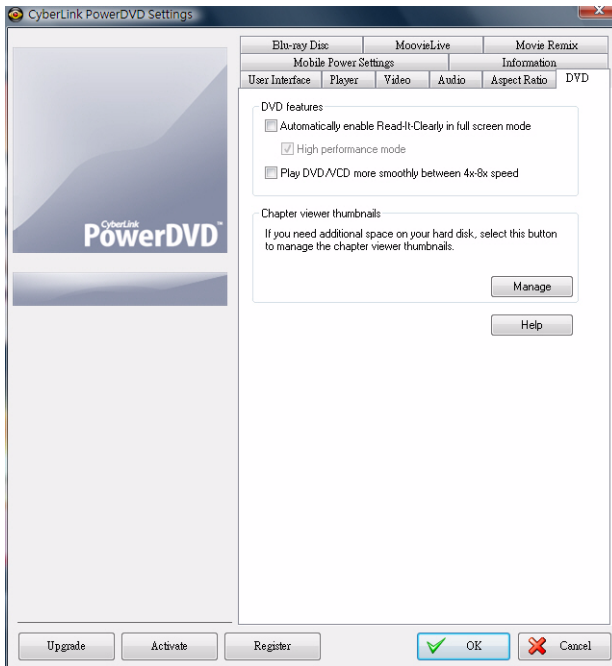 CyberLink PowerDVD Settings
Blu-ray Disc MoovieLive Movie Remix
Mobile Power Settings Information
User Interface Player Video Audio Aspect Ratio DVD
CyberLink
PowerDVD™
DVD features
Automatically enable Read-It-Clearly in full screen mode
High performance mode
Play DVD/VCD more smoothly between 4x-8x speed
Chapter viewer thumbnails
If you need additional space on your hard disk, select this button
to manage the chapter viewer thumbnails.
Manage
Help
Upgrade Activate Register OK Cancel